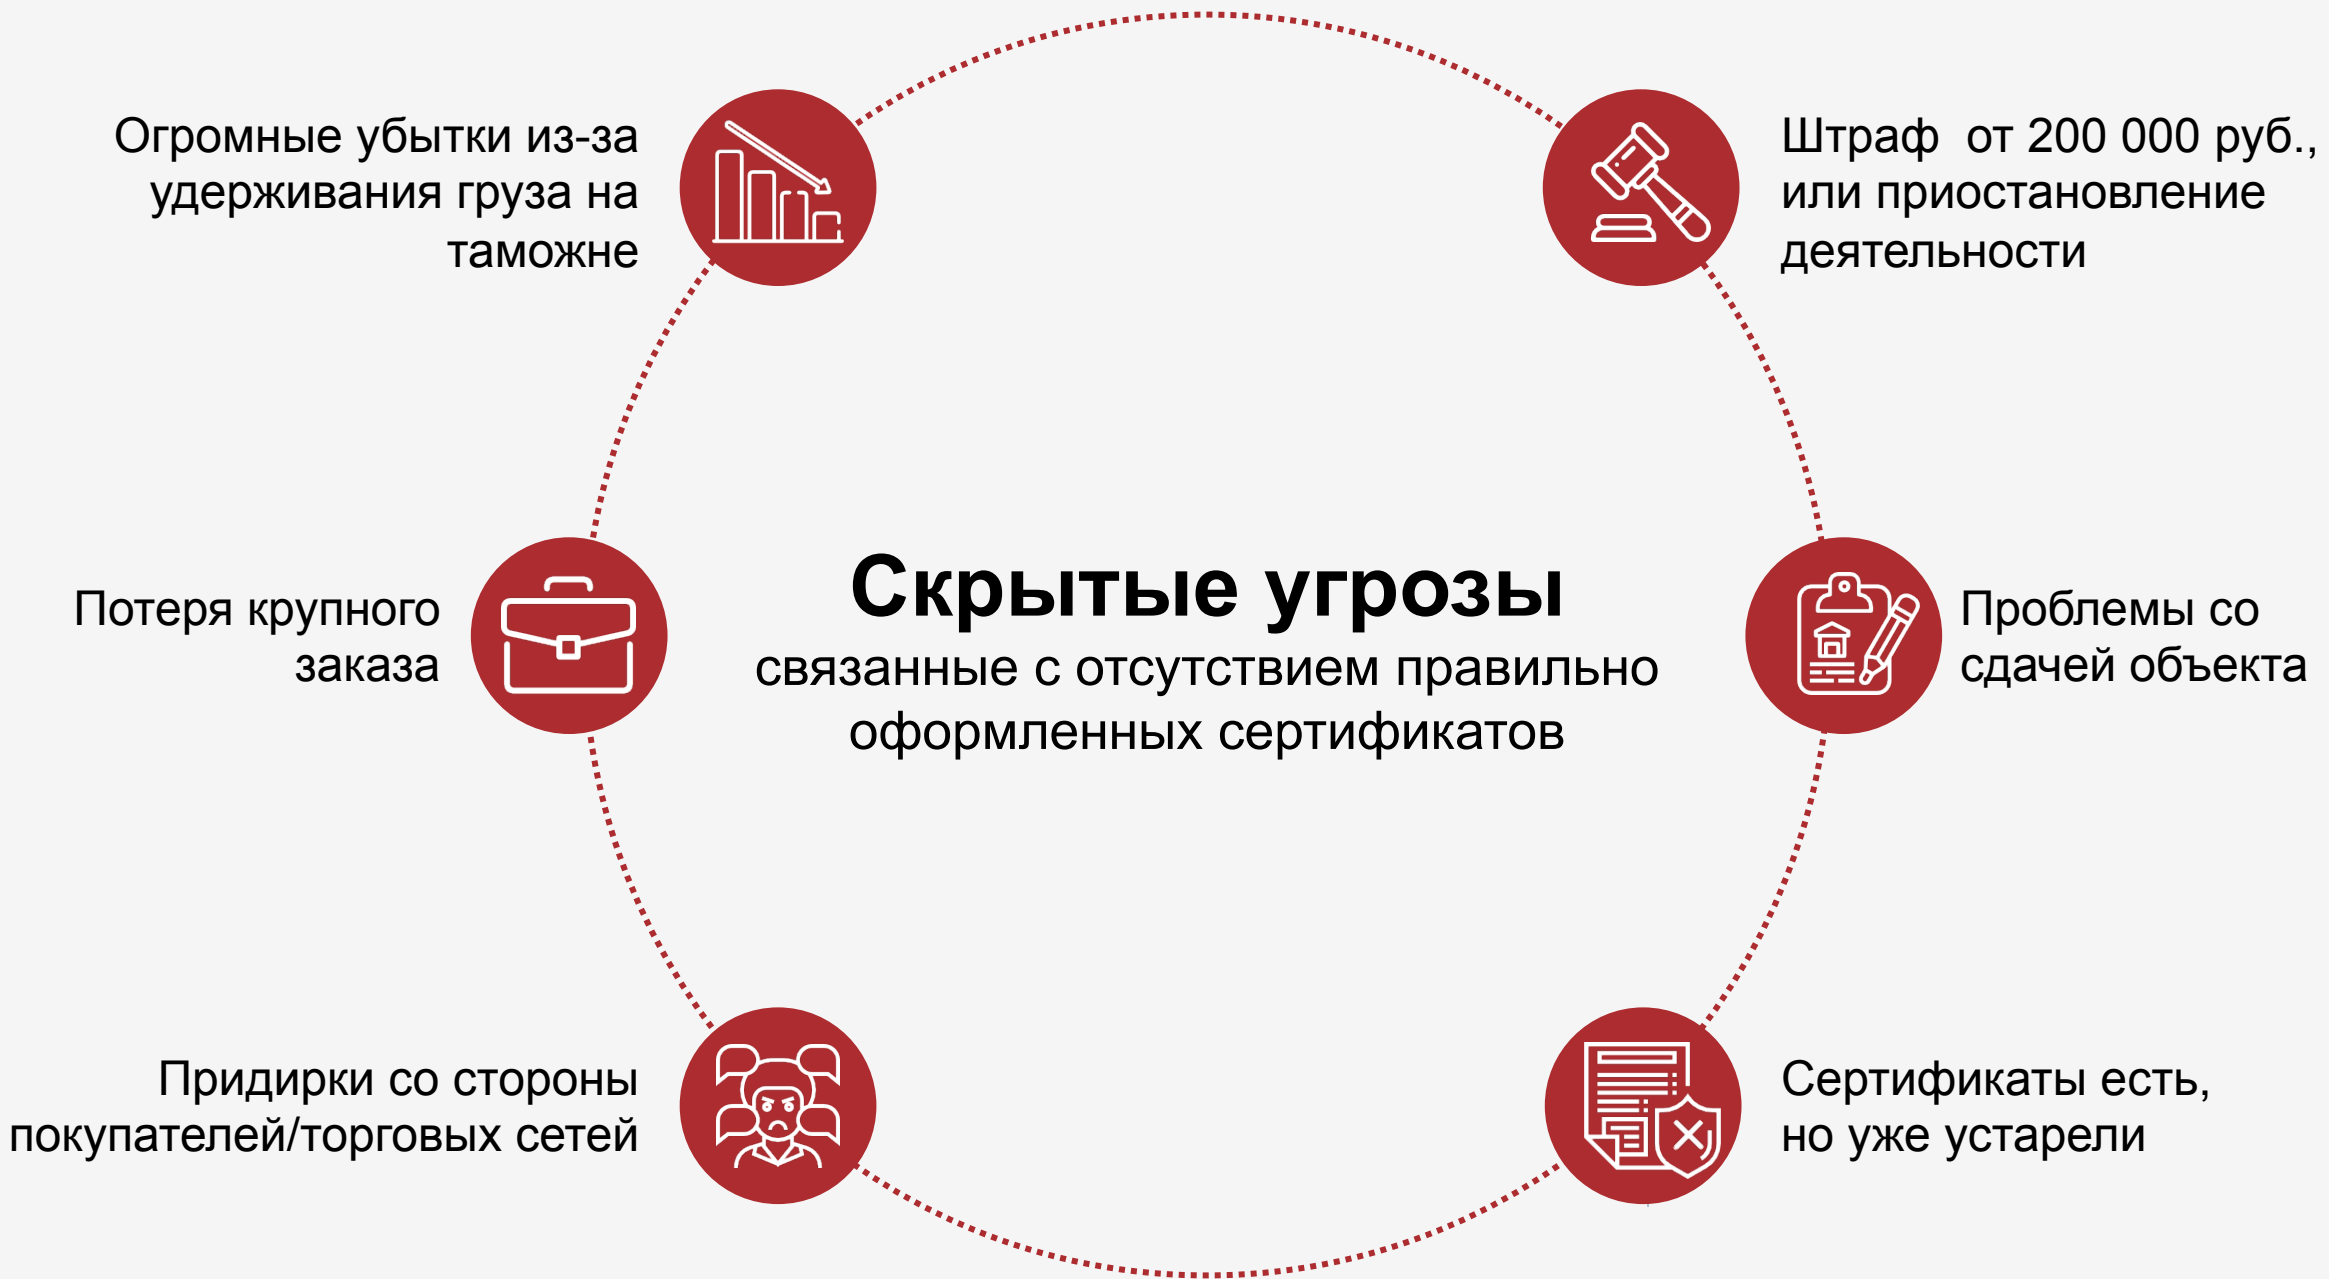 Огромные убытки из-за
удерживания груза на
таможне
Штраф  от 200 000 руб.,
или приостановление
деятельности
Потеря крупного
заказа
Скрытые угрозы
связанные с отсутствием правильно
оформленных сертификатов
Проблемы со
сдачей объекта
Придирки со стороны
покупателей/торговых сетей
Сертификаты есть,
но уже устарели